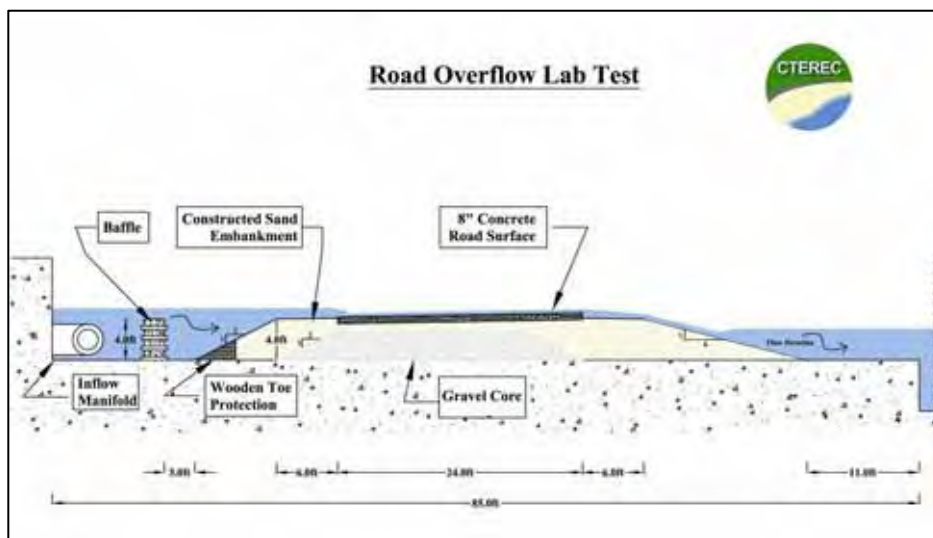 Road Overflow Lab Test
CTEREC
Baffle
Constructed Sand
Embankment
8" Concrete
Road Surface
4.0ft
4.0ft
Flow Direction
Inflow
Manifold
Wooden Toe
Protection
Gravel Core
3.0ft
6.0ft
24.0ft
6.0ft
11.0ft
85.0ft